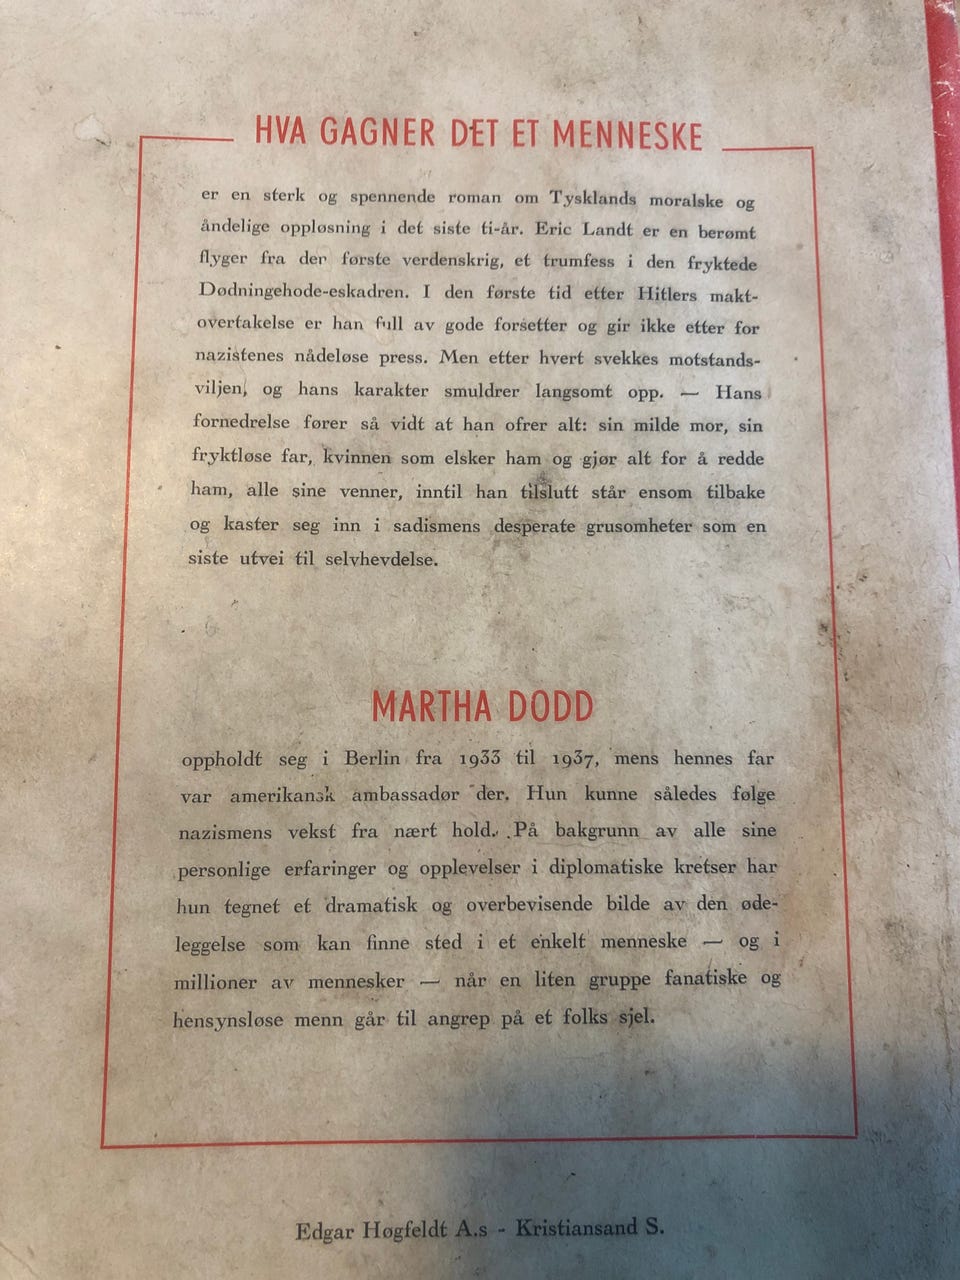 HVA GAGNER DET ET MENNESKE
er en sterk og spennende roman om Tysklands moralske og
åndelige oppløsning i det siste ti-år. Eric Landt er en berømt
flyger fra der første verdenskrig, et trumfess i den fryktede
Dødningehode-eskadren. I den første tid etter Hitlers makt-
overtakelse er han full av gode forsetter og gir ikke etter for
nazistenes nådeløse press. Men etter hvert svekkes motstands-
viljen, og hans karakter smuldrer langsomt opp. — Hans
fornedrelse fører så vidt at han ofrer alt: sin milde mor, sin
fryktløse far, kvinnen som elsker ham og gjør alt for å redde
ham, alle sine venner, inntil han tilslutt står ensom tilbake
og kaster seg inn i sadismens desperate grusomheter som en
siste utvei til selvhevdelse.
MARTHA DODD
oppholdt seg i Berlin fra 1933 til 1937, mens hennes far
var amerikansk ambassadør der. Hun kunne således følge
nazismens vekst fra nært hold. På bakgrunn av alle sine
personlige erfaringer og opplevelser i diplomatiske kretser har
hun tegnet et dramatisk og overbevisende bilde av den øde-
leggelse som kan finne sted i et enkelt menneske — og i
millioner av mennesker — når en liten gruppe fanatiske og
hensynsløse menn går til angrep på et folks sjel.
Edgar Høgfeldt A.s - Kristiansand S.